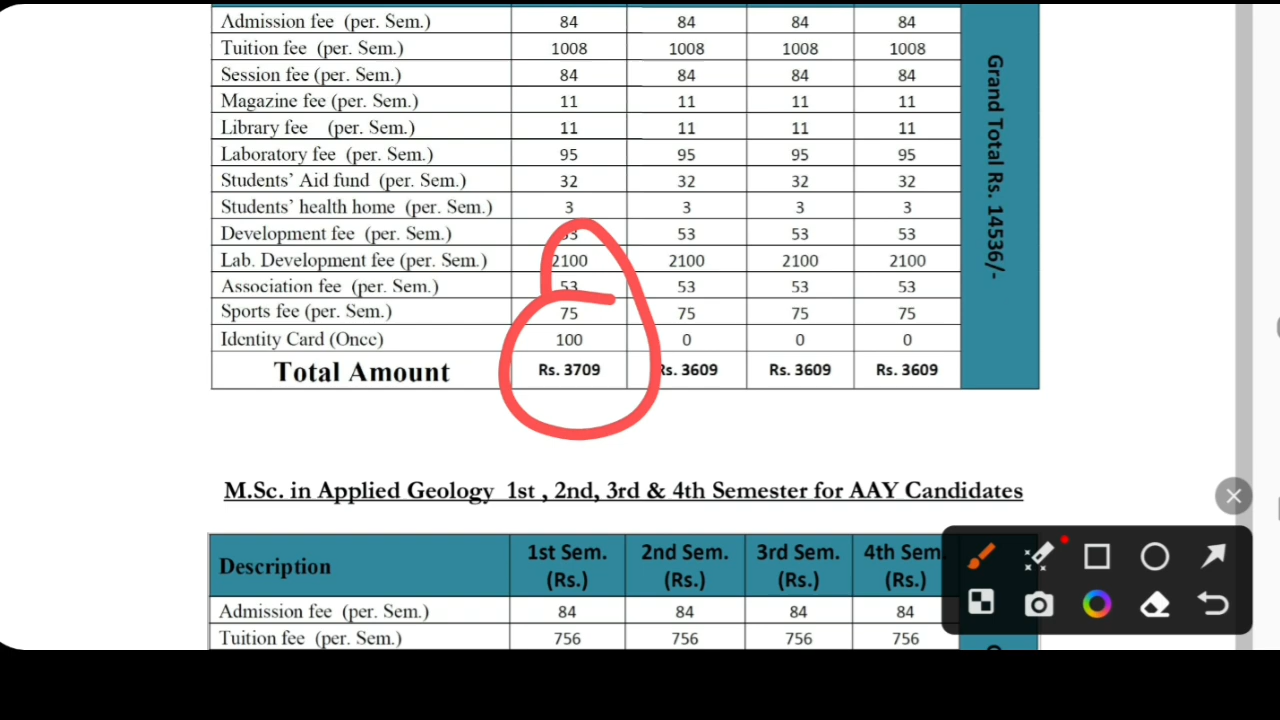 Admission fee (per. Sem.) 84 84 84 84
Tuition fee (per. Sem.) 1008 1008 1008 1008
Session fee (per. Sem.) 84 84 84 84
Magazine fee (per. Sem.) 11 11 11 11
Library fee (per. Sem.) 11 11 11 11
Laboratory fee (per. Sem.) 95 95 95 95
Students’ Aid fund (per. Sem.) 32 32 32 32
Students’ health home (per. Sem.) 3 3 3 3
Development fee (per. Sem.) 53 53 53 53
Lab. Development fee (per. Sem.) 2100 2100 2100 2100
Association fee (per. Sem.) 53 53 53 53
Sports fee (per. Sem.) 75 75 75 75
Identity Card (Once) 100 0 0 0
Total Amount Rs. 3709 Rs. 3609 Rs. 3609 Rs. 3609
Grand Total Rs. 14536/-
M.Sc. in Applied Geology 1st , 2nd, 3rd & 4th Semester for AAY Candidates
Description 1st Sem. (Rs.) 2nd Sem. (Rs.) 3rd Sem. (Rs.) 4th Sem. (Rs.)
Admission fee (per. Sem.) 84 84 84 84
Tuition fee (per. Sem.) 756 756 756 756